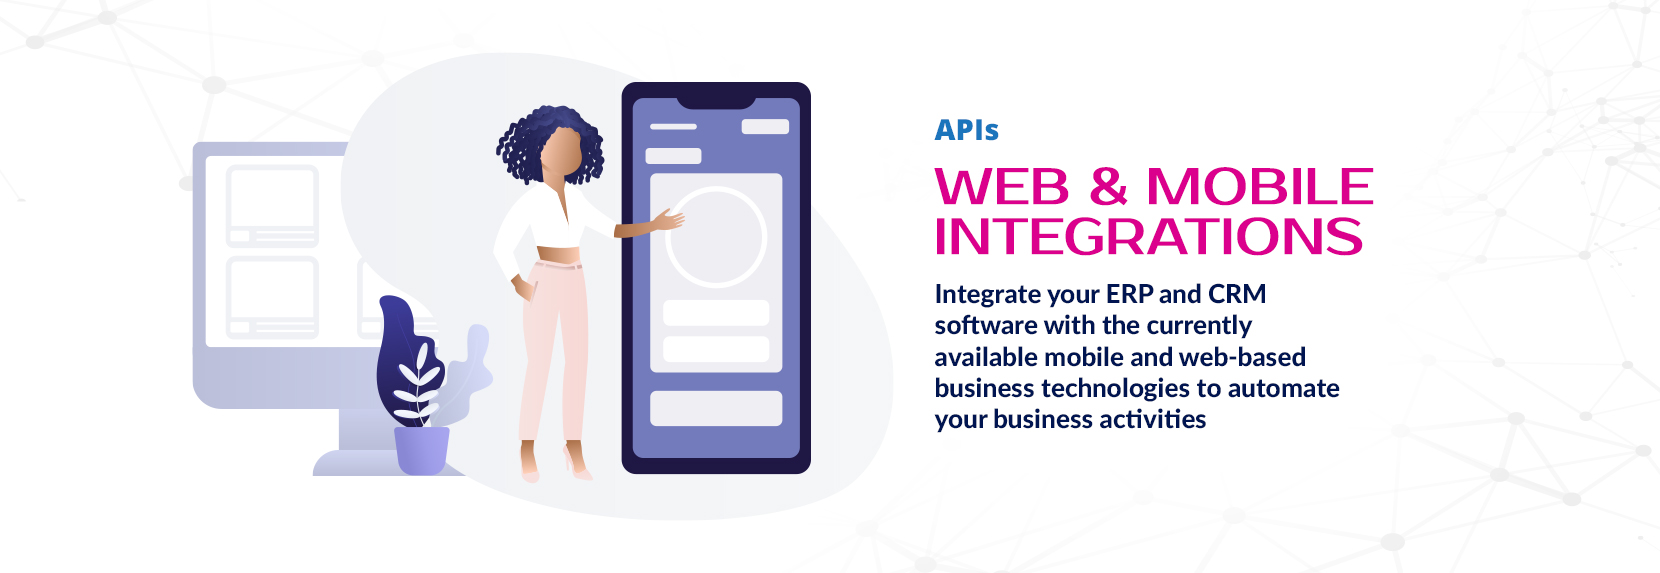 APIs
WEB & MOBILE
INTEGRATIONS
Integrate your ERP and CRM
software with the currently
available mobile and web-based
business technologies to automate
your business activities